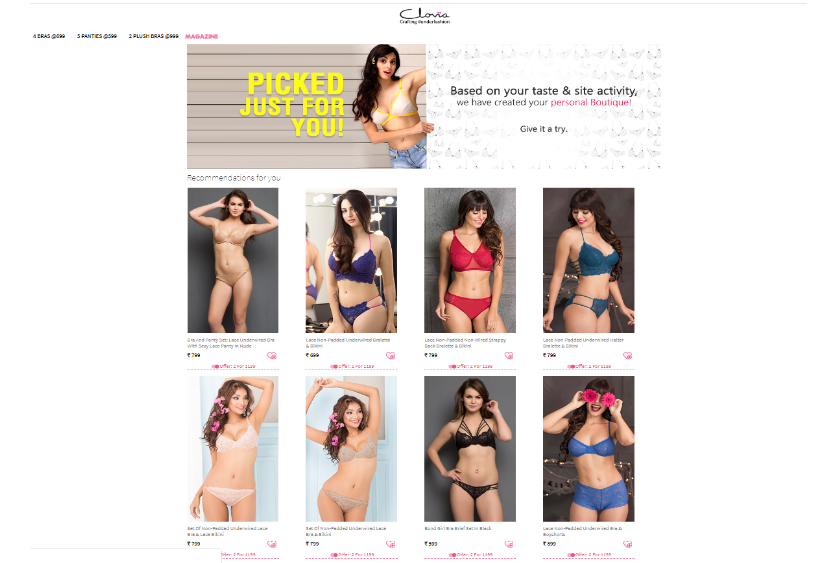 Clovia
Crafting #underfashion
4 BRAS @899 5 PANTIES @599 2 PLUSH BRAS @999 MAGAZINE
PICKED
JUST FOR
YOU!
Based on your taste & site activity,
we have created your personal Boutique!
Give it a try.
Recommendations for you
Bra And Panty Set: Lace Underwired Bra
With Sexy Lace Panty In Nude
₹ 799
Offer: 2 For 1199
Lace Non-Padded Underwired Bralette
& Bikini
₹ 699
Offer: 2 For 1199
Lace Non-Padded Non-Wired Strappy
Back Bralette & Bikini
₹ 799
Offer: 2 For 1199
Lace Non-Padded Underwired Halter
Bralette & Bikini
₹ 799
Offer: 2 For 1199
Set Of Non-Padded Underwired Lace
Bra & Lace Bikini
₹ 799
Offer: 2 For 1199
Set Of Non-Padded Underwired Lace
Bra & Bikini
₹ 799
Offer: 2 For 1199
Bond Girl Bra Brief Set In Black
Offer: 2 For 1199
Lace Non-Padded Underwired Bra &
Boyshorts
₹ 899
Offer: 2 For 1199